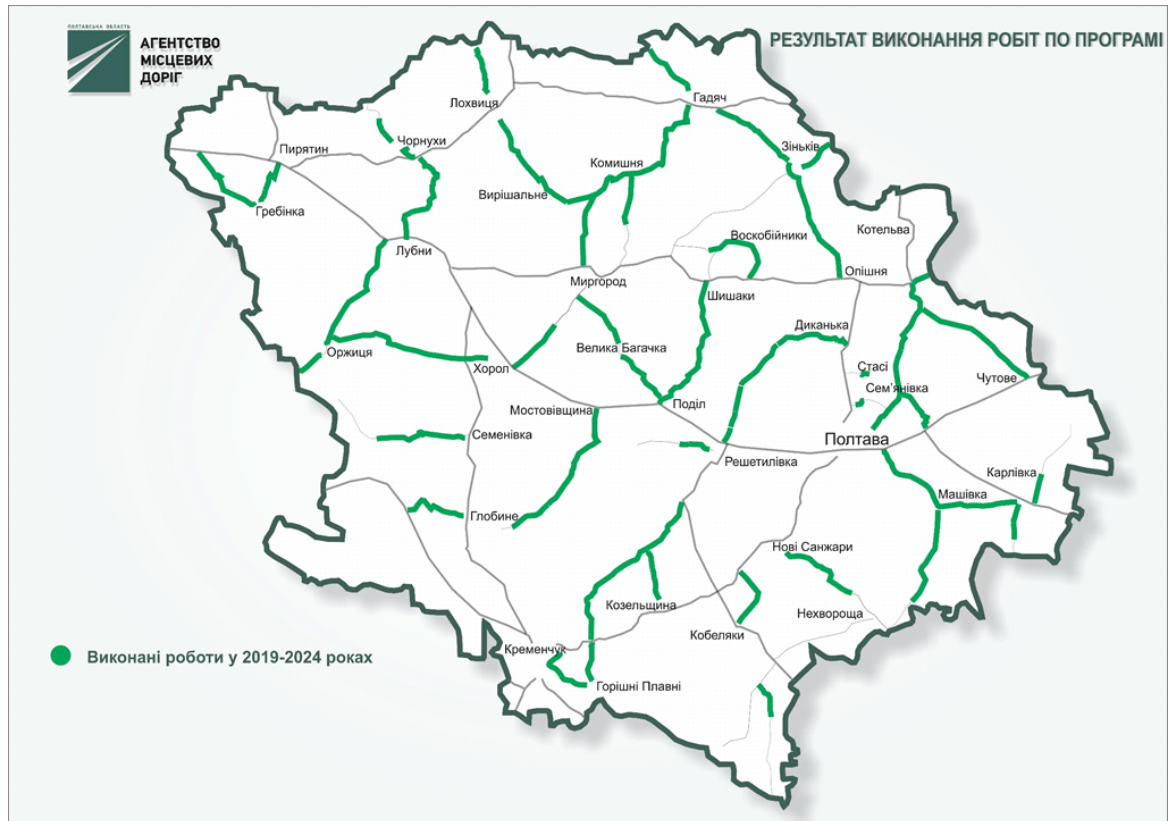 ПОЛТАВСЬКА ОБЛАСТЬ
АГЕНТСТВО
МІСЦЕВИХ
ДОРІГ
РЕЗУЛЬТАТ ВИКОНАННЯ РОБІТ ПО ПРОГРАМІ
Гадяч
Лохвиця
Чорнухи
Зіньків
Пирятин
Комишня
Вирішальне
Гребінка
Котельва
Воскобійники
Лубни
Опішня
Миргород
Шишаки
Диканька
Велика Багачка
Оржиця
Хорол
Стасі
Чутове
Сем'янівка
Поділ
Мостовівщина
Семенівка
Полтава
Решетилівка
Карлівка
Машівка
Глобине
Нові Санжари
Козельщина
Нехвороща
Кобеляки
Кременчук
Виконані роботи у 2019-2024 роках
Горішні Плавні